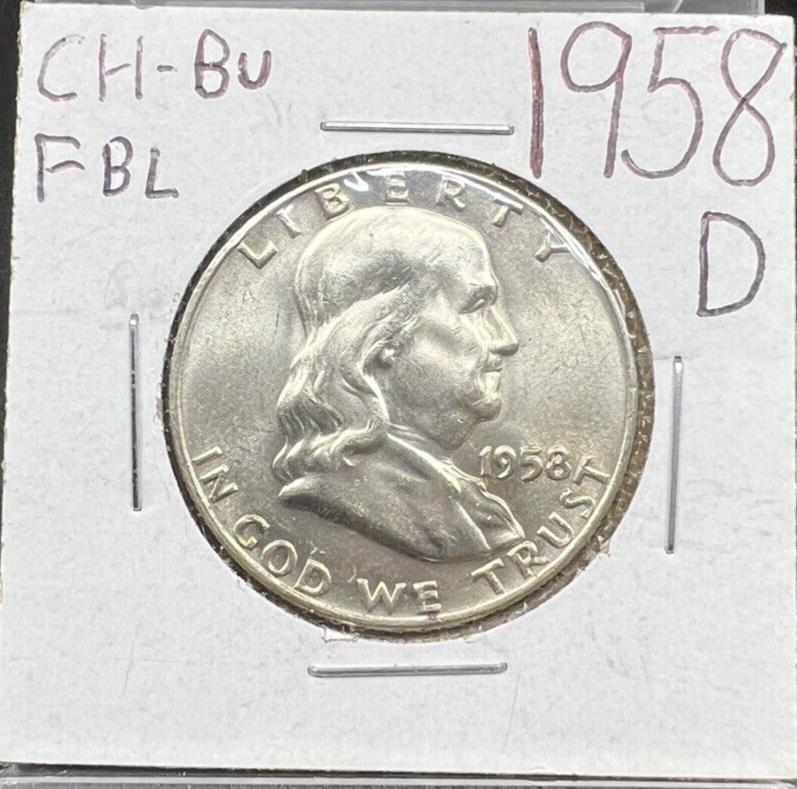 CH-BU
FBL
1958
D
LIBERTY
1958
IN GOD WE TRUST